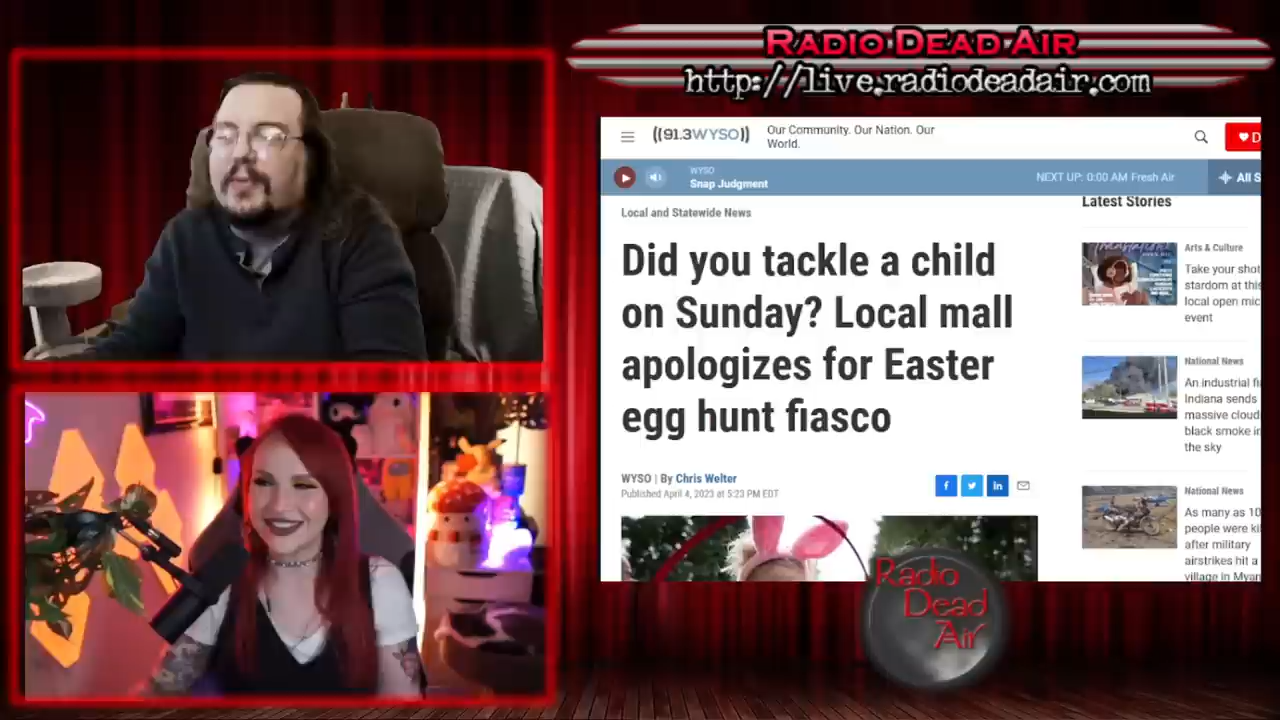 Radio Dead Air
http://live.radiodeadair.com
((91.3WYSO))
Our Community. Our Nation. Our
World.
WYSO
Snap Judgment
NEXT UP: 0:00 AM Fresh Air
All S
Local and Statewide News
Did you tackle a child
on Sunday? Local mall
apologizes for Easter
egg hunt fiasco
WYSO | By Chris Welter
Published April 4, 2023 at 5:23 PM EDT
Latest Stories
Arts & Culture
Take your shot
stardom at this
local open mic
event
National News
An industrial fi
Indiana sends
massive cloud
black smoke in
the sky
National News
As many as 10
people were ki
after military
airstrikes hit a
village in Myan
Radio
Dead
Air